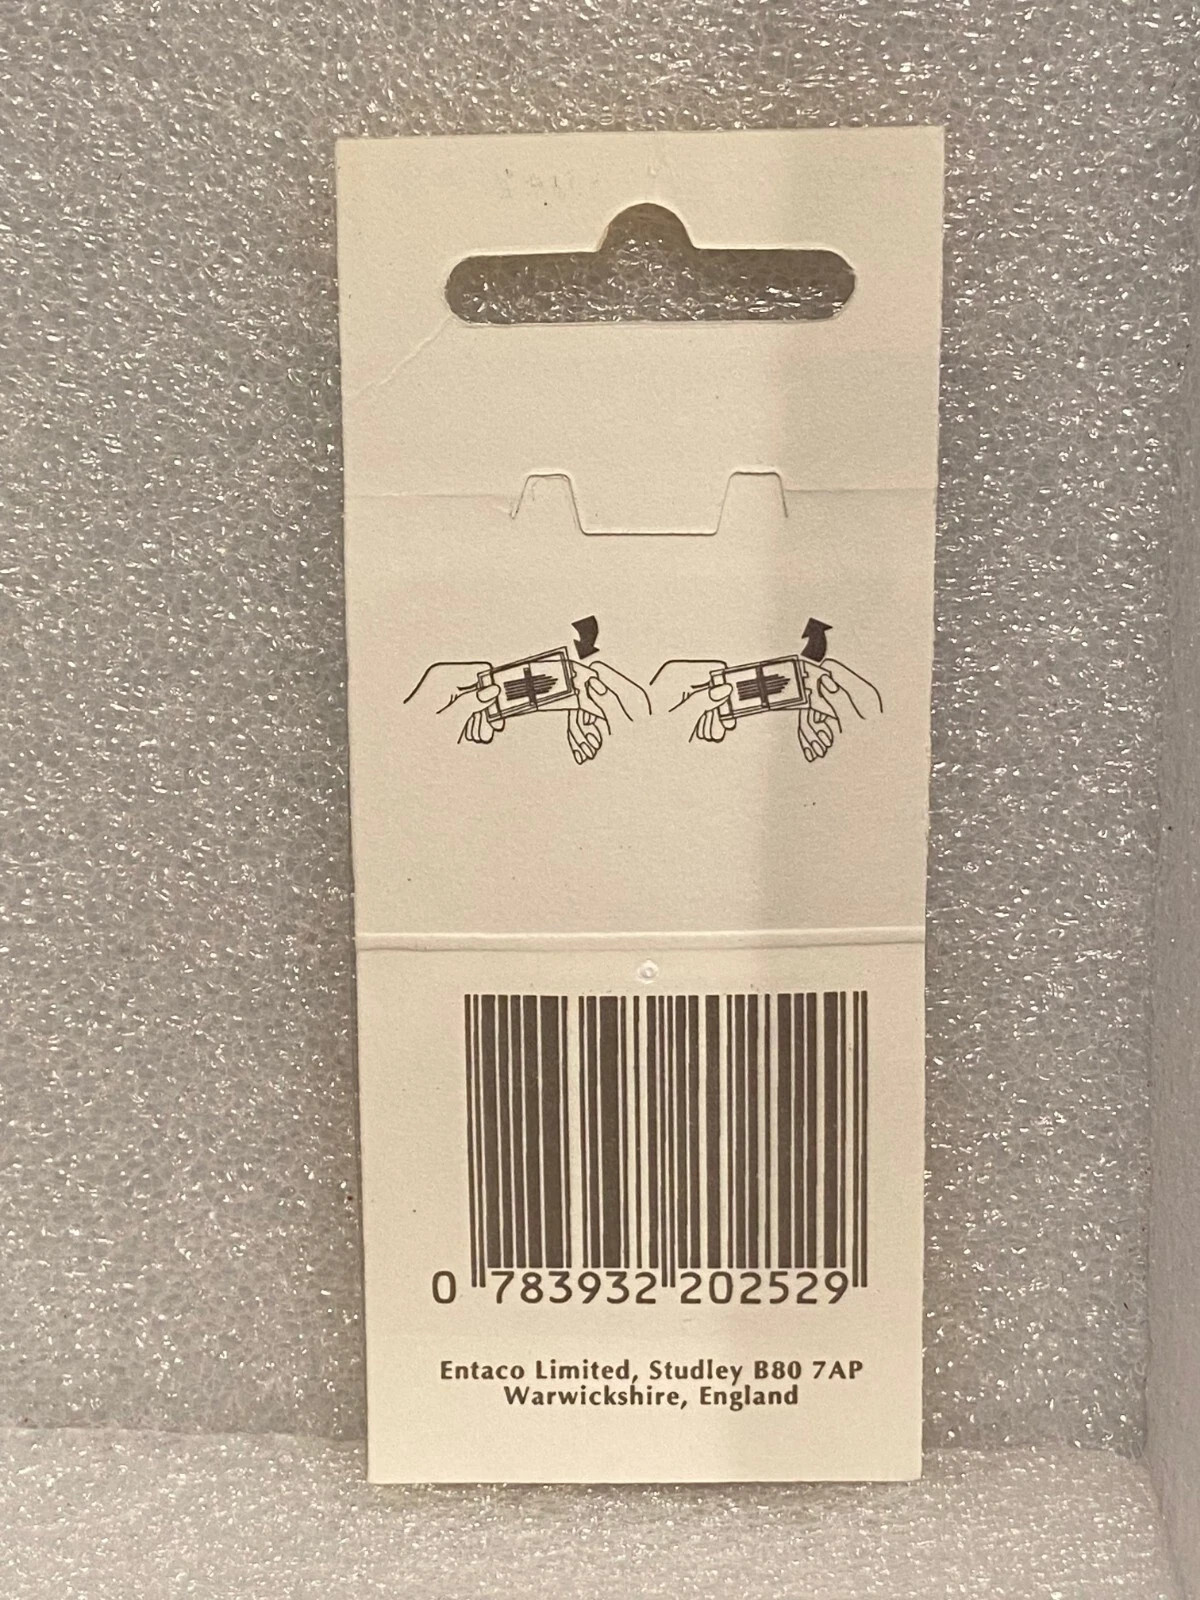 0 783932 202529
Entaco Limited, Studley B80 7AP
Warwickshire, England